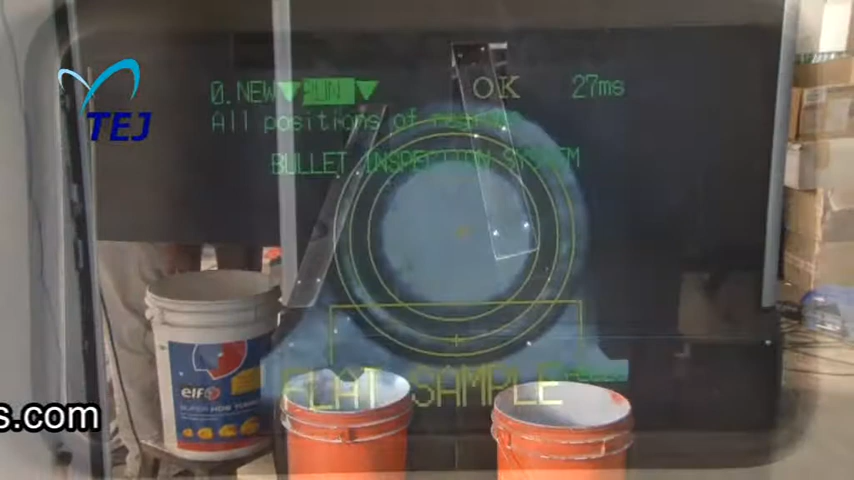 0.NEW RUN OK 27ms
TEJ
All positions of
BULLET INSPECTION SYSTEM
elf
FLAT SAMPLE
s.com